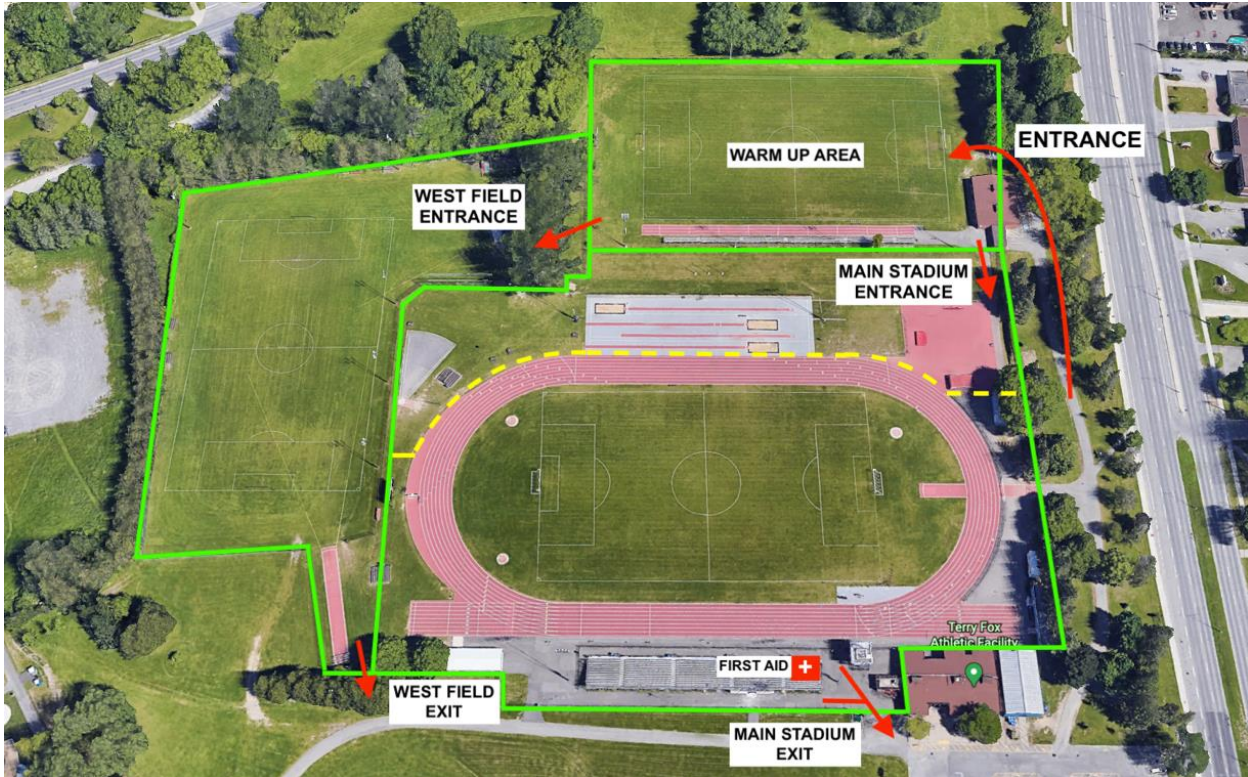 ENTRANCE
WARM UP AREA
WEST FIELD
ENTRANCE
MAIN STADIUM
ENTRANCE
Terry Fox
Athletic Facility
FIRST AID
WEST FIELD
EXIT
MAIN STADIUM
EXIT